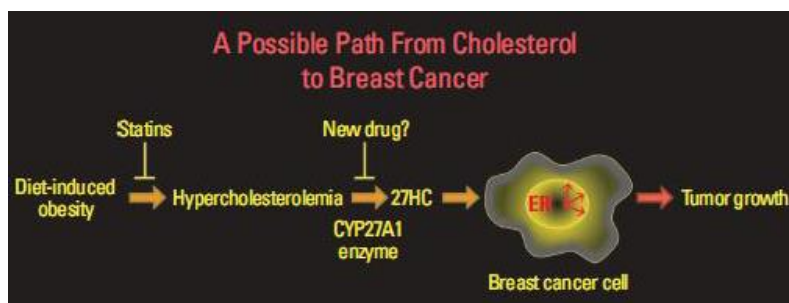 A Possible Path From Cholesterol
to Breast Cancer
Statins
New drug?
Diet-induced
obesity
Hypercholesterolemia
27HC
CYP27A1
enzyme
ER
Breast cancer cell
Tumor growth